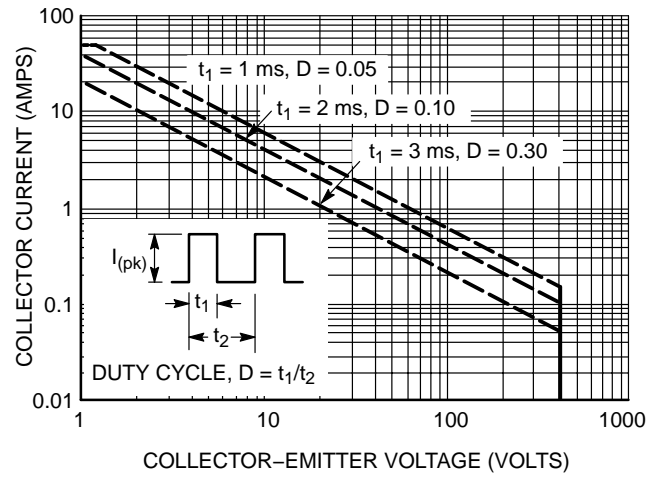 100
10
1
0.1
0.01
COLLECTOR CURRENT (AMPS)
t1 = 1 ms, D = 0.05
t1 = 2 ms, D = 0.10
t1 = 3 ms, D = 0.30
I(pk)
t1
t2
DUTY CYCLE, D = t1/t2
1
10
100
1000
COLLECTOR−EMITTER VOLTAGE (VOLTS)